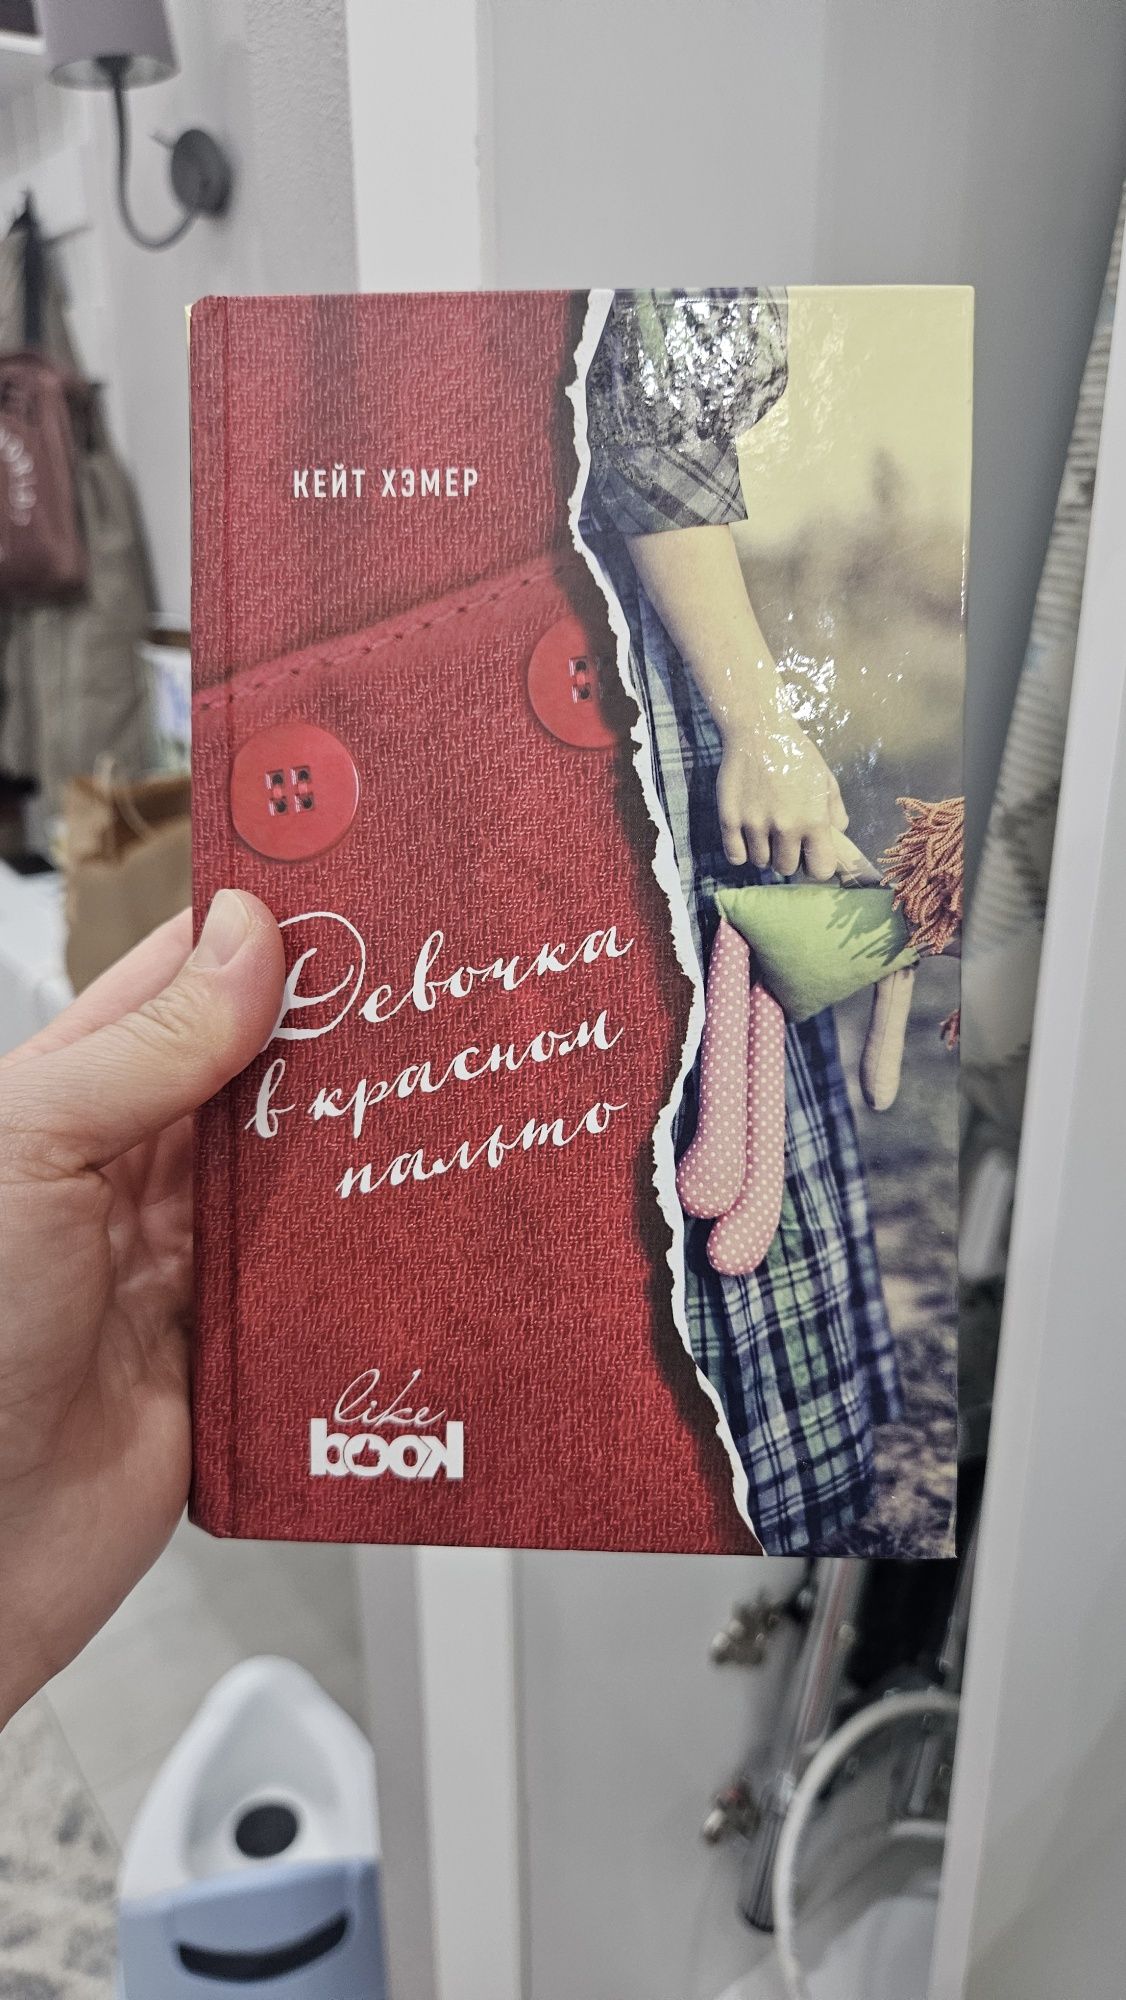 КЕЙТ ХЭМЕР
Девочка
в красном
пальто
like
book